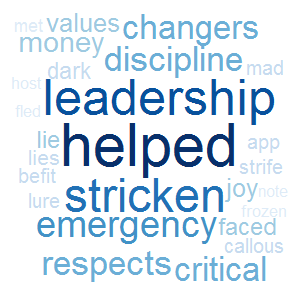 met values changers
money discipline
dark mad
host leadership
fled
lie helped app
lies strife
befit stricken joy note
lure emergency faced frozen
callous
respects critical